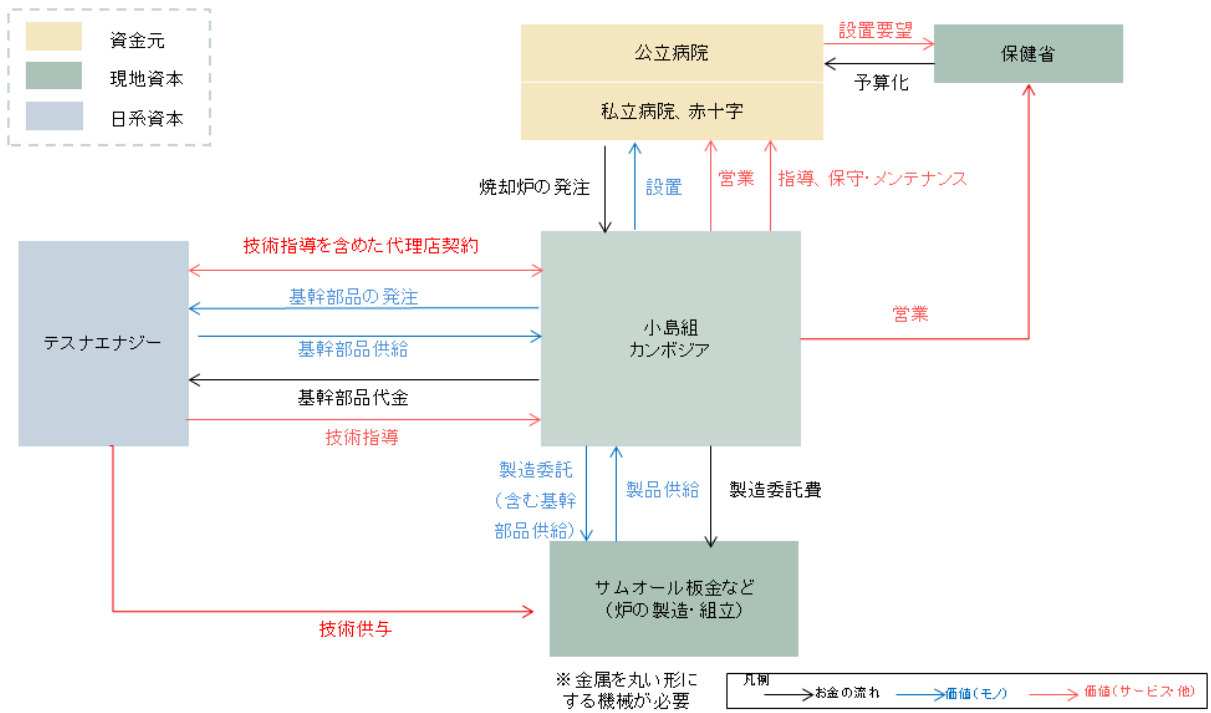 資金元
現地資本
日系資本
公立病院
私立病院、赤十字
設置要望
予算化
保健省
焼却炉の発注
設置
営業
指導、保守・メンテナンス
技術指導を含めた代理店契約
基幹部品の発注
基幹部品供給
基幹部品代金
技術指導
テスナエナジー
小島組
カンボジア
営業
製造委託
(含む基幹
部品供給)
製品供給
製造委託費
サムオール板金など
(炉の製造・組立)
技術供与
※金属を丸い形に
する機械が必要
凡例
お金の流れ
価値(モノ)
価値(サービス・他)